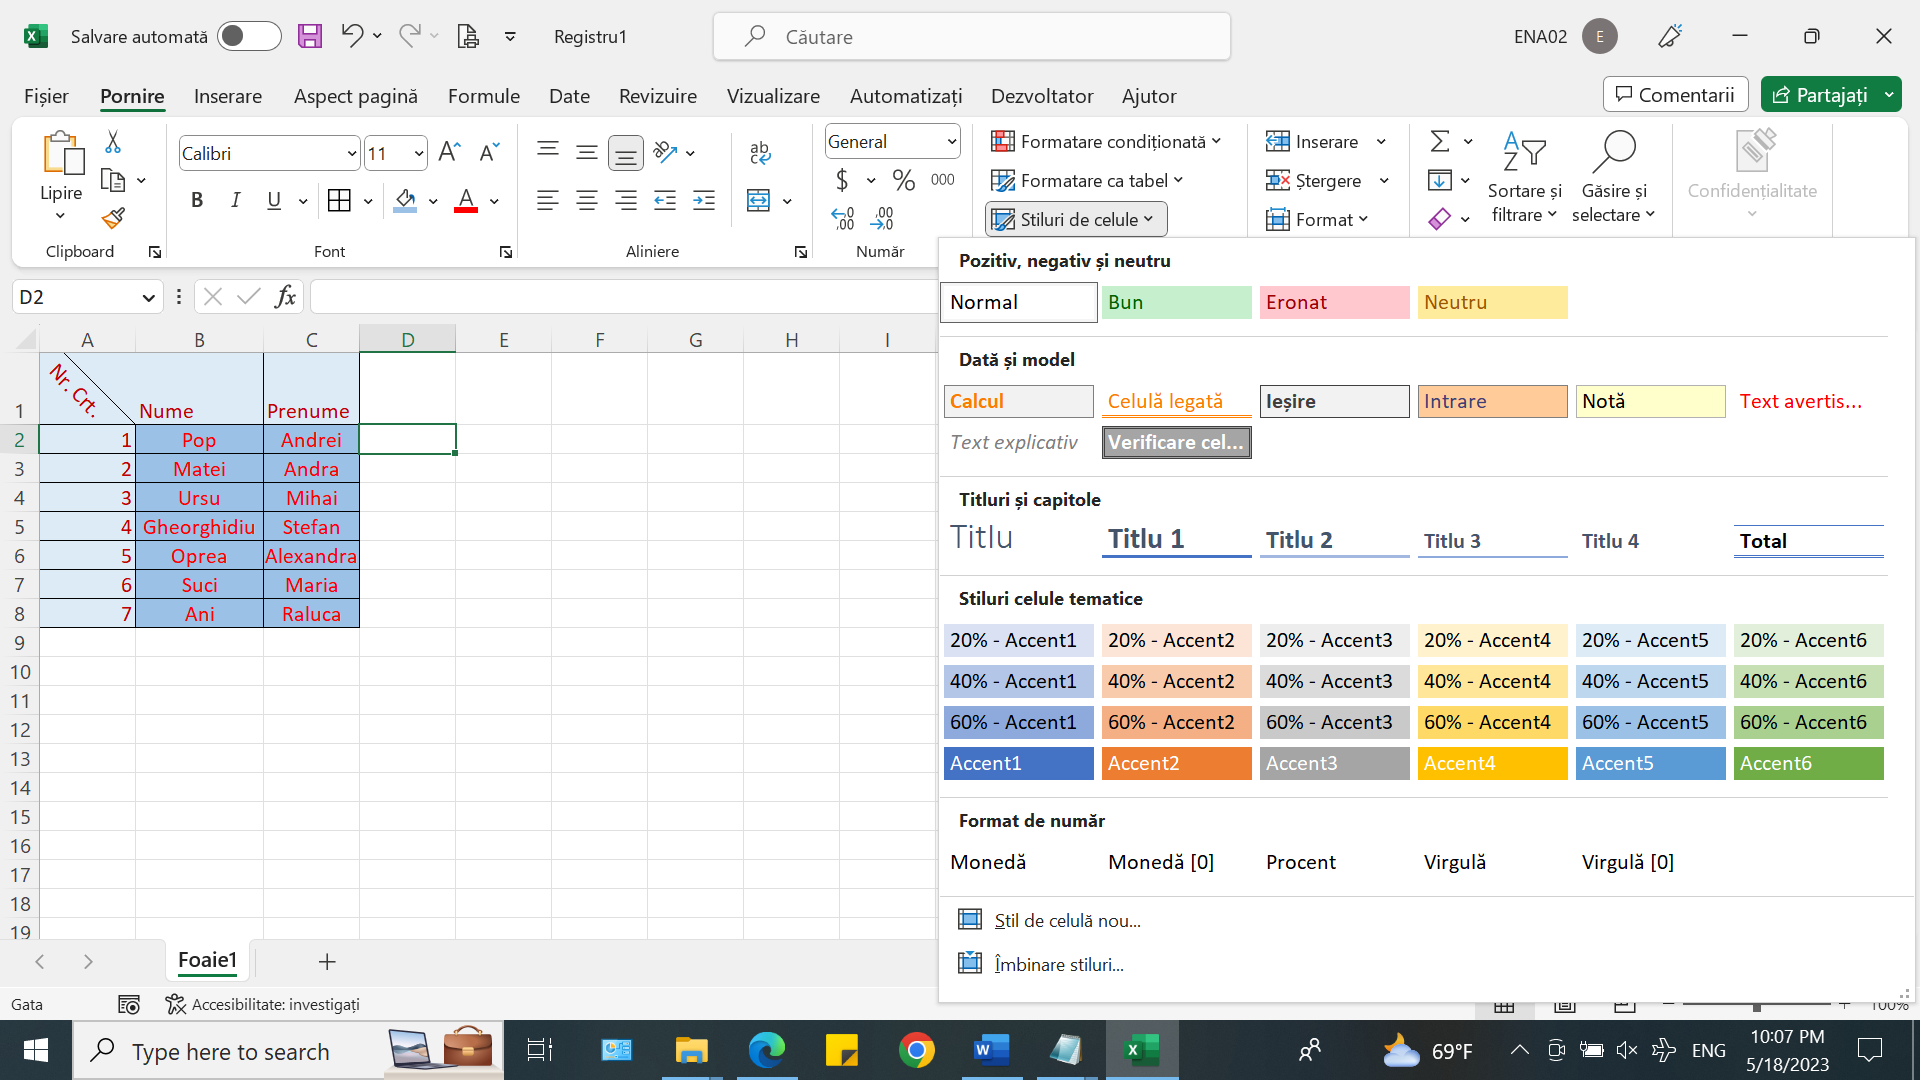 Salvare automată
Registru1
Căutare
ENA02
E
Fișier
Pornire
Inserare
Aspect pagină
Formule
Date
Revizuire
Vizualizare
Automatizați
Dezvoltator
Ajutor
Comentarii
Partajați
Lipire
Clipboard
Calibri
11
B I U
Font
ab
Aliniere
General
$ % 000
Număr
Formatare condiționată
Formatare ca tabel
Stiluri de celule
Inserare
Ștergere
Format
Sortare și
filtrare
Găsire și
selectare
Confidențialitate
D2
fx
A B C D E F G H I
1 Nr. Crt. Nume Prenume
2 1 Pop Andrei
3 2 Matei Andra
4 3 Ursu Mihai
5 4 Gheorghidiu Stefan
6 5 Oprea Alexandra
7 6 Suci Maria
8 7 Ani Raluca
9
10
11
12
13
14
15
16
17
18
19
Pozitiv, negativ și neutru
Normal Bun Eronat Neutru
Dată și model
Calcul Celulă legată Ieșire Intrare Notă Text avertis...
Text explicativ Verificare cel...
Titluri și capitole
Titlu Titlu 1 Titlu 2 Titlu 3 Titlu 4 Total
Stiluri celule tematice
20% - Accent1 20% - Accent2 20% - Accent3 20% - Accent4 20% - Accent5 20% - Accent6
40% - Accent1 40% - Accent2 40% - Accent3 40% - Accent4 40% - Accent5 40% - Accent6
60% - Accent1 60% - Accent2 60% - Accent3 60% - Accent4 60% - Accent5 60% - Accent6
Accent1 Accent2 Accent3 Accent4 Accent5 Accent6
Format de număr
Monedă Monedă [0] Procent Virgulă Virgulă [0]
Stil de celulă nou...
Îmbinare stiluri...
Foaie1
Gata
Accesibilitate: investigați
100%
Type here to search
69°F
ENG
10:07 PM
5/18/2023